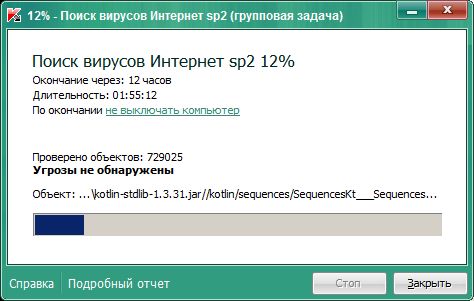 12% - Поиск вирусов Интернет sp2 (групповая задача)
Поиск вирусов Интернет sp2 12%
Окончание через: 12 часов
Длительность: 01:55:12
По окончании не выключать компьютер
Проверено объектов: 729025
Угрозы не обнаружены
Объект: ...\kotlin-stdlib-1.3.31.jar//kotlin/sequences/SequencesKt___Sequences...
Справка Подробный отчет Стоп Закрыть